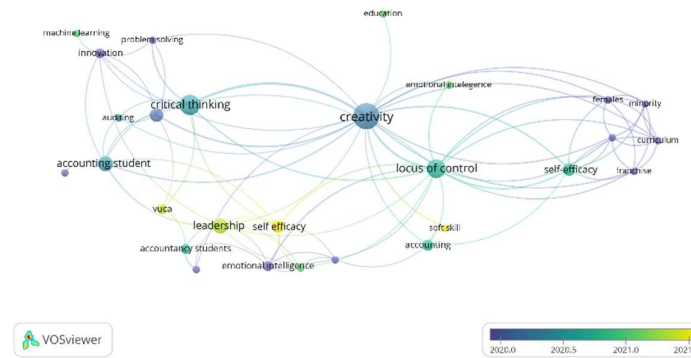 education
machine learning
problem solving
innovation
emotional intelegence
critical thinking
females
minority
creativity
auditing
curriculum
accounting student
locus of control
self-efficacy
franchise
vuca
leadership
self efficacy
soft skill
accountancy students
accounting
emotional intelligence
VOSviewer
2020.0
2020.5
2021.0